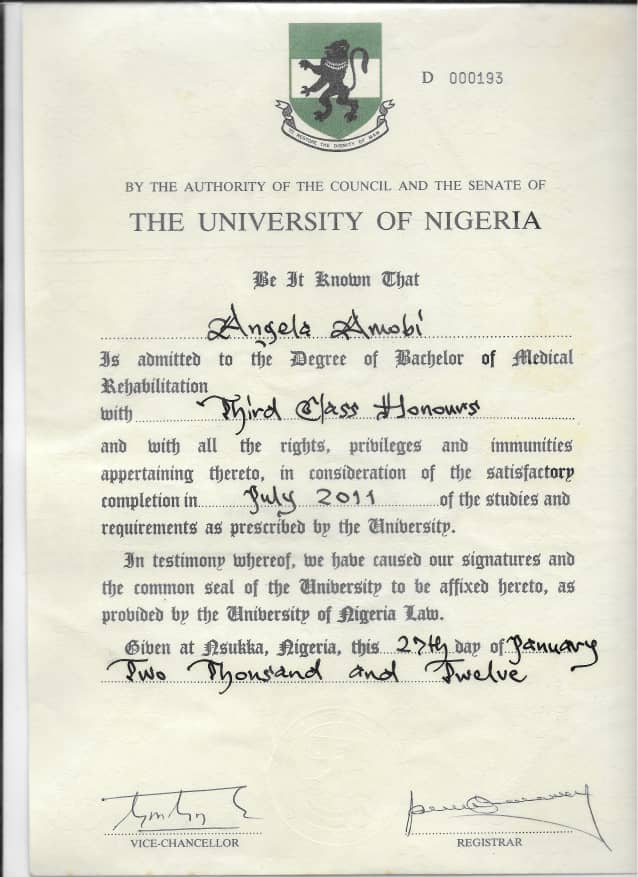 D 000193
TO RESTORE THE DIGNITY OF MAN
BY THE AUTHORITY OF THE COUNCIL AND THE SENATE OF
THE UNIVERSITY OF NIGERIA
Be It Known That
Angela Amobi
Is admitted to the Degree of Bachelor of Medical
Rehabilitation
with Third Class Honours
and with all the rights, privileges and immunities
appertaining thereto, in consideration of the satisfactory
completion in July 2011 of the studies and
requirements as prescribed by the University.
In testimony whereof, we have caused our signatures and
the common seal of the University to be affixed hereto, as
provided by the University of Nigeria Law.
Given at Nsukka, Nigeria, this 27th day of January
Two Thousand and Twelve
VICE-CHANCELLOR
REGISTRAR